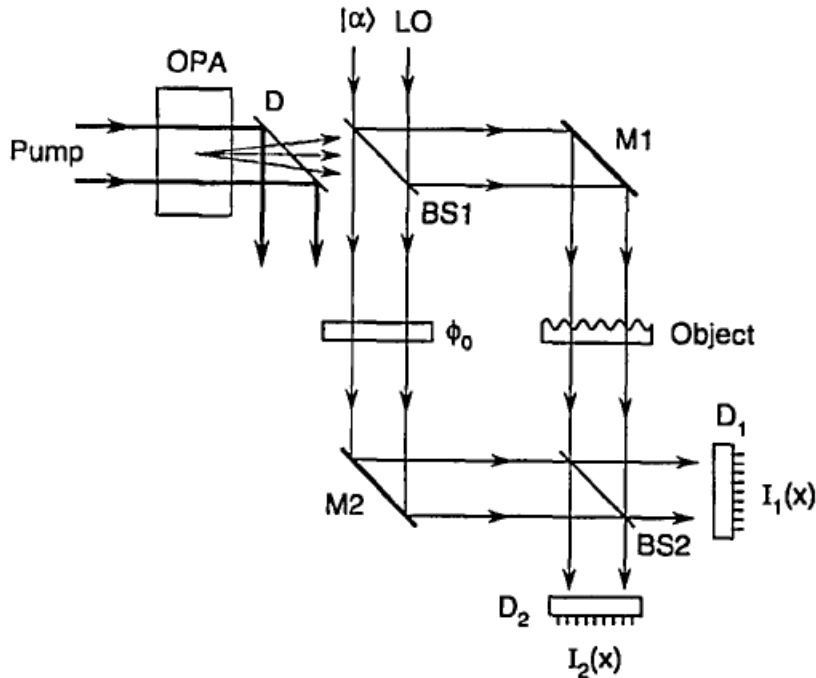 |α⟩ LO
OPA
D
Pump
M1
BS1
ϕ₀
Object
D₁
I₁(x)
M2
BS2
D₂
I₂(x)